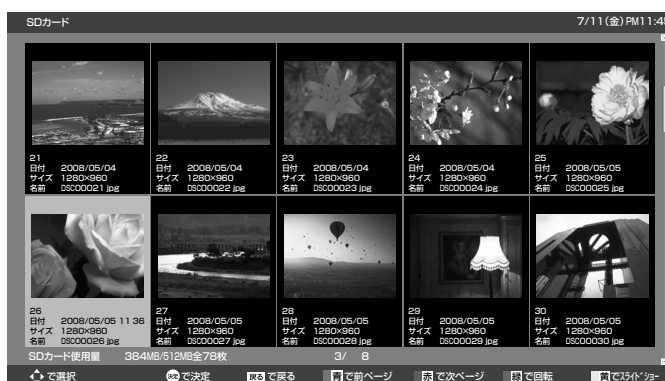 SDカード 7/11(金)PM11:45
21 22 23 24 25
日付 2008/05/04 日付 2008/05/04 日付 2008/05/04 日付 2008/05/04 日付 2008/05/05
サイズ 1280×960 サイズ 1280×960 サイズ 1280×960 サイズ 1280×960 サイズ 1280×960
名前 DSC00021 jpg 名前 DSC00022 jpg 名前 DSC00023 jpg 名前 DSC00024 jpg 名前 DSC00025 jpg
26 27 28 29 30
日付 2008/05/05 11 36 日付 2008/05/05 日付 2008/05/05 日付 2008/05/05 日付 2008/05/05
サイズ 1280×960 サイズ 1280×960 サイズ 1280×960 サイズ 1280×960 サイズ 1280×960
名前 DSC00026 jpg 名前 DSC00027 jpg 名前 DSC00028 jpg 名前 DSC00029 jpg 名前 DSC00030 jpg
SDカード使用量 384MB/512MB全78枚 3/ 8
で選択 決定で決定 戻るで戻る 青で前ページ 赤で次ページ 緑で回転 黄でスライドショー